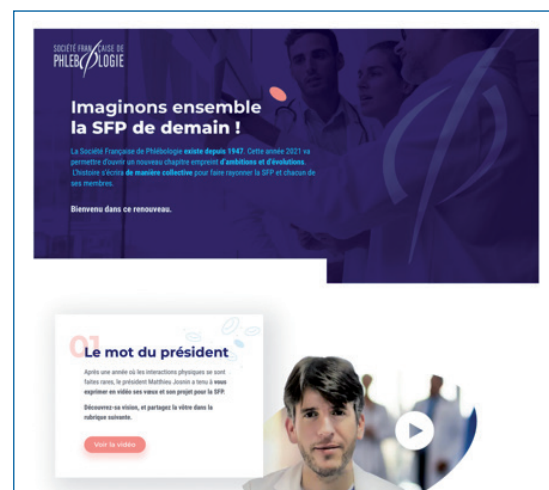 SOCIÉTÉ FRANÇAISE DE
PHLEBOLOGIE
Imaginons ensemble
la SFP de demain !
La Société Française de Phlébologie existe depuis 1947. Cette année 2021 va
permettre d'ouvrir un nouveau chapitre empreint d'ambitions et d'évolutions.
L'histoire s'écrira de manière collective pour faire rayonner la SFP et chacun de
ses membres.
Bienvenu dans ce renouveau.
01
Le mot du président
Après une année où les interactions physiques se sont
faites rares, le président Matthieu Josnin a tenu à vous
exprimer en vidéo ses vœux et son projet pour la SFP.
Découvrez-sa vision, et partagez la vôtre dans la
rubrique suivante.
Voir la vidéo